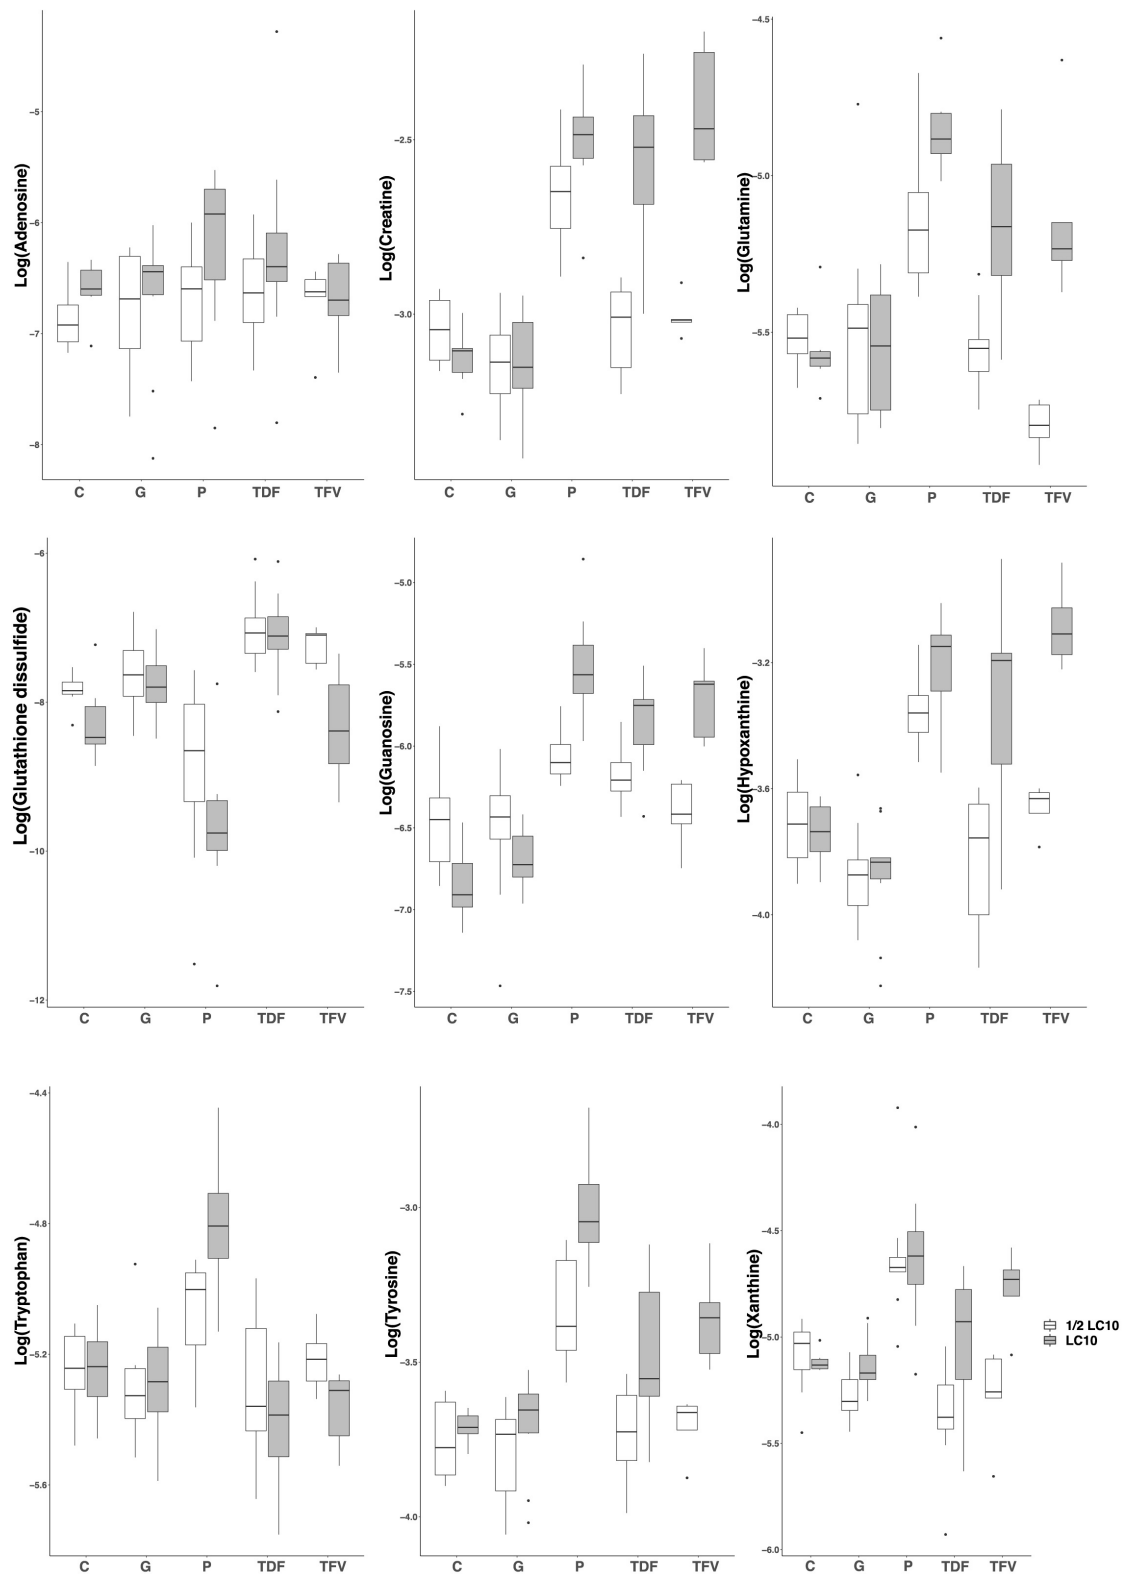 Log(Adenosine)
−5
−6
−7
−8
C G P TDF TFV
Log(Creatine)
−2.5
−3.0
C G P TDF TFV
Log(Glutamine)
−4.5
−5.0
−5.5
C G P TDF TFV
Log(Glutathione dissulfide)
−6
−8
−10
−12
C G P TDF TFV
Log(Guanosine)
−5.0
−5.5
−6.0
−6.5
−7.0
−7.5
C G P TDF TFV
Log(Hypoxanthine)
−3.2
−3.6
−4.0
C G P TDF TFV
Log(Tryptophan)
−4.4
−4.8
−5.2
−5.6
C G P TDF TFV
Log(Tyrosine)
−3.0
−3.5
−4.0
C G P TDF TFV
Log(Xanthine)
−4.0
−4.5
−5.0
−5.5
−6.0
C G P TDF TFV
1/2 LC10
LC10